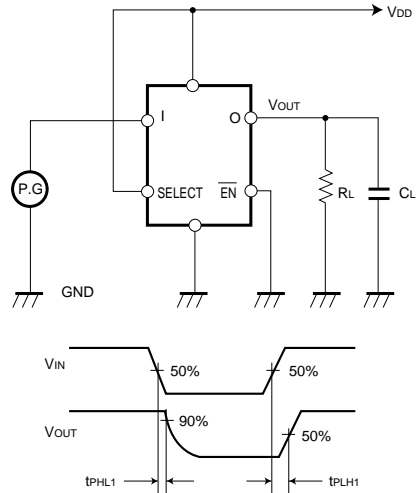 VDD
I
O
VOUT
P.G
SELECT
EN
RL
CL
GND
VIN
50%
50%
VOUT
90%
50%
tPHL1
tPLH1